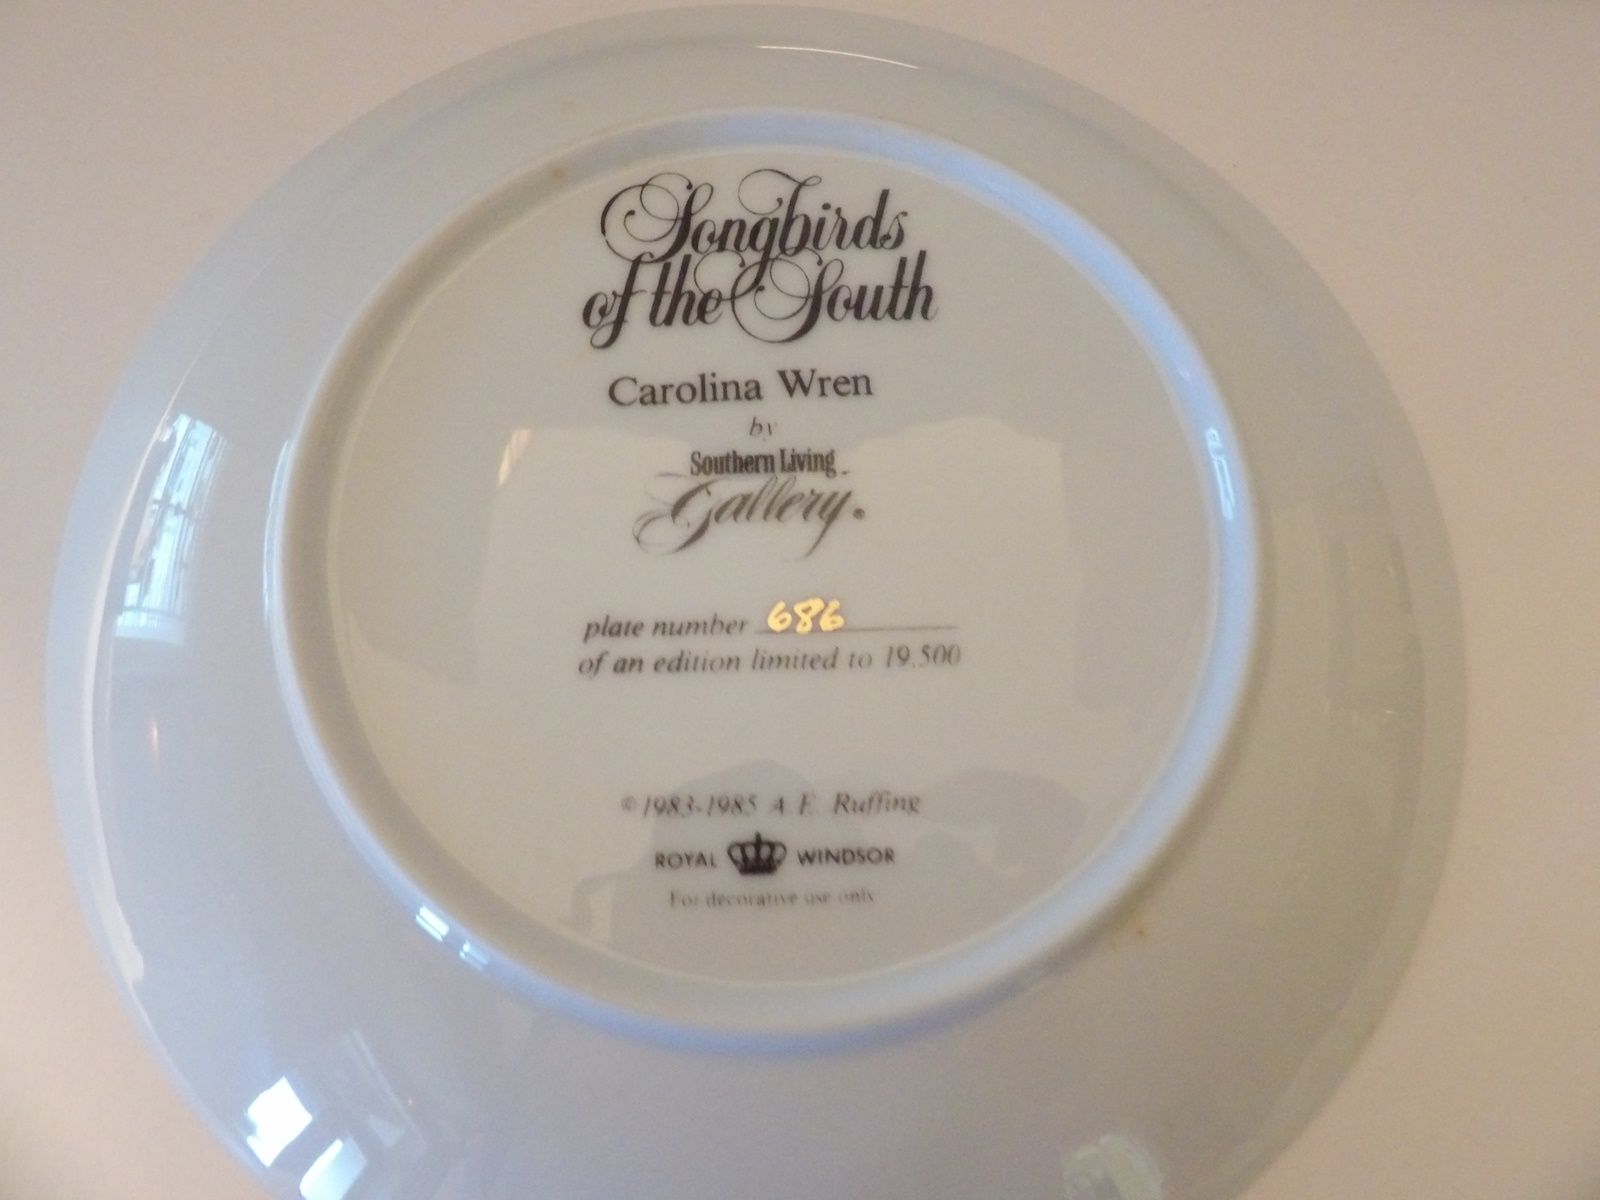 Songbirds
of the South
Carolina Wren
by
Southern Living
Gallery®
plate number 686
of an edition limited to 19,500
© 1983-1985 A. E. Ruffing
ROYAL WINDSOR
For decorative use only